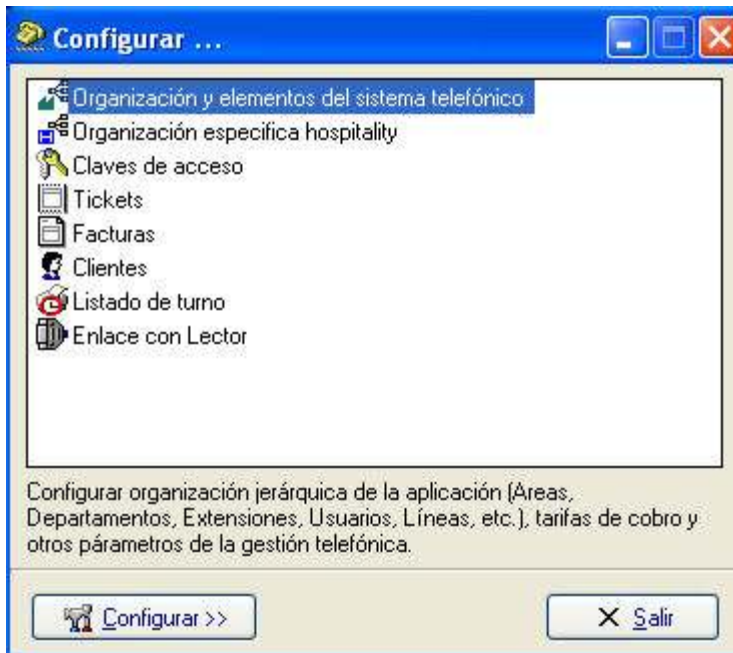 Configurar ...
Organización y elementos del sistema telefónico
Organización especifica hospitality
Claves de acceso
Tickets
Facturas
Clientes
Listado de turno
Enlace con Lector
Configurar organización jerárquica de la aplicación (Areas,
Departamentos, Extensiones, Usuarios, Líneas, etc.), tarifas de cobro y
otros párametros de la gestión telefónica.
Configurar >>
Salir